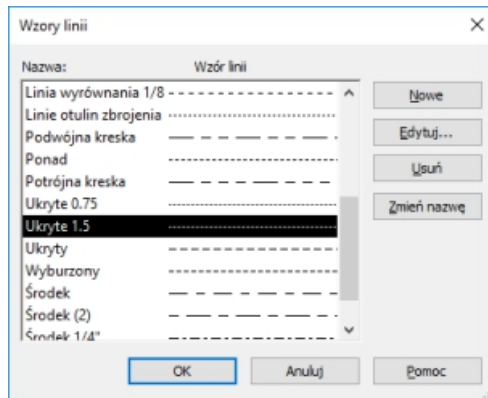 Wzory linii
Nazwa: Wzór linii
Linia wyrównania 1/8
Linie otulin zbrojenia
Podwójna kreska
Ponad
Potrójna kreska
Ukryte 0.75
Ukryte 1.5
Ukryty
Wyburzony
Środek
Środek (2)
Środek 1/4"
Nowe
Edytuj...
Usuń
Zmień nazwę
OK Anuluj Pomoc